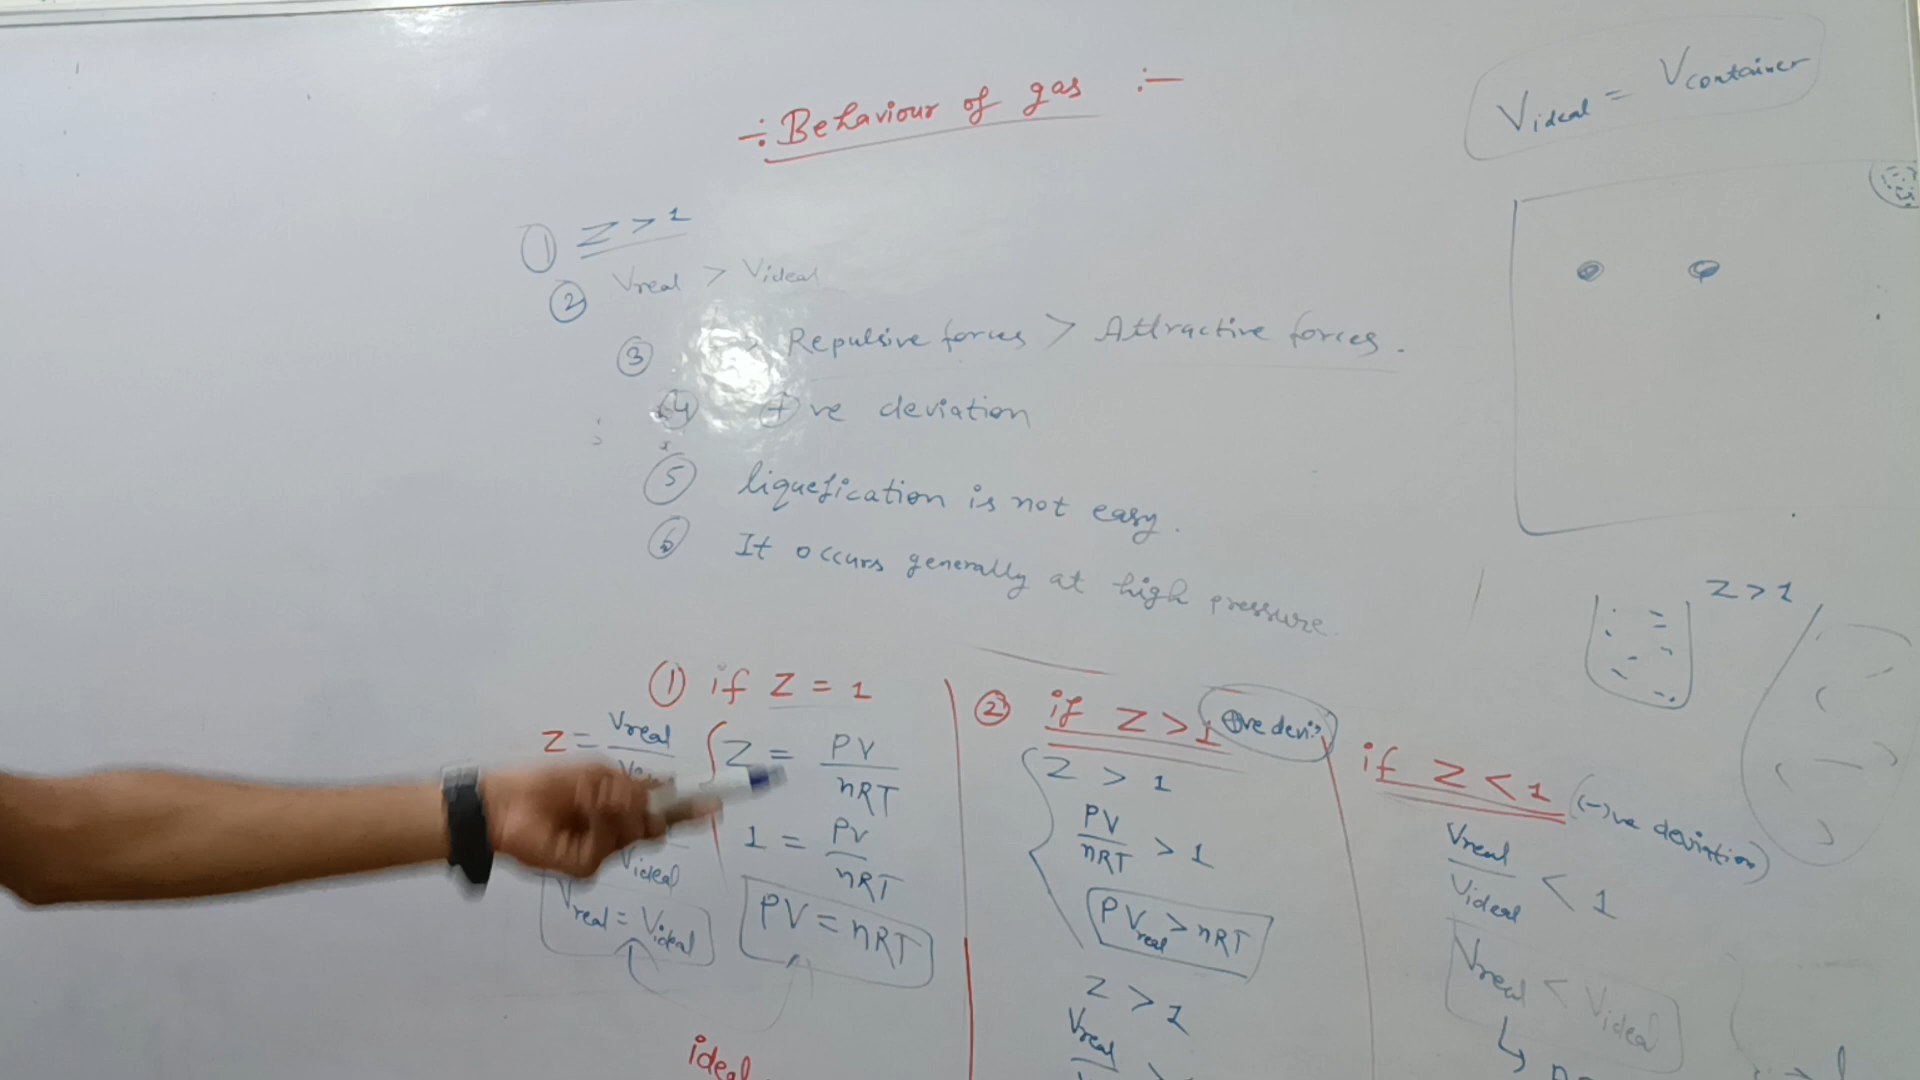 ÷ Behaviour of gas :-
V ideal = V container
① Z > 1
② Vreal > Videal
③ → Repulsive forces > Attractive forces.
④ ⊕ve deviation
⑤ liquefication is not easy.
⑥ It occurs generally at high pressure.
Z > 1
① if Z = 1
Z = Vreal
Videal
Vreal = Videal
Z = PV / nRT
1 = PV / nRT
PV = nRT
ideal
② if Z > 1 ⊕ve devi:
Z > 1
PV / nRT > 1
PVreal > nRT
Z > 1
Vreal
if Z < 1 (-)ve deviation)
Vreal / Videal < 1
Vreal < Videal